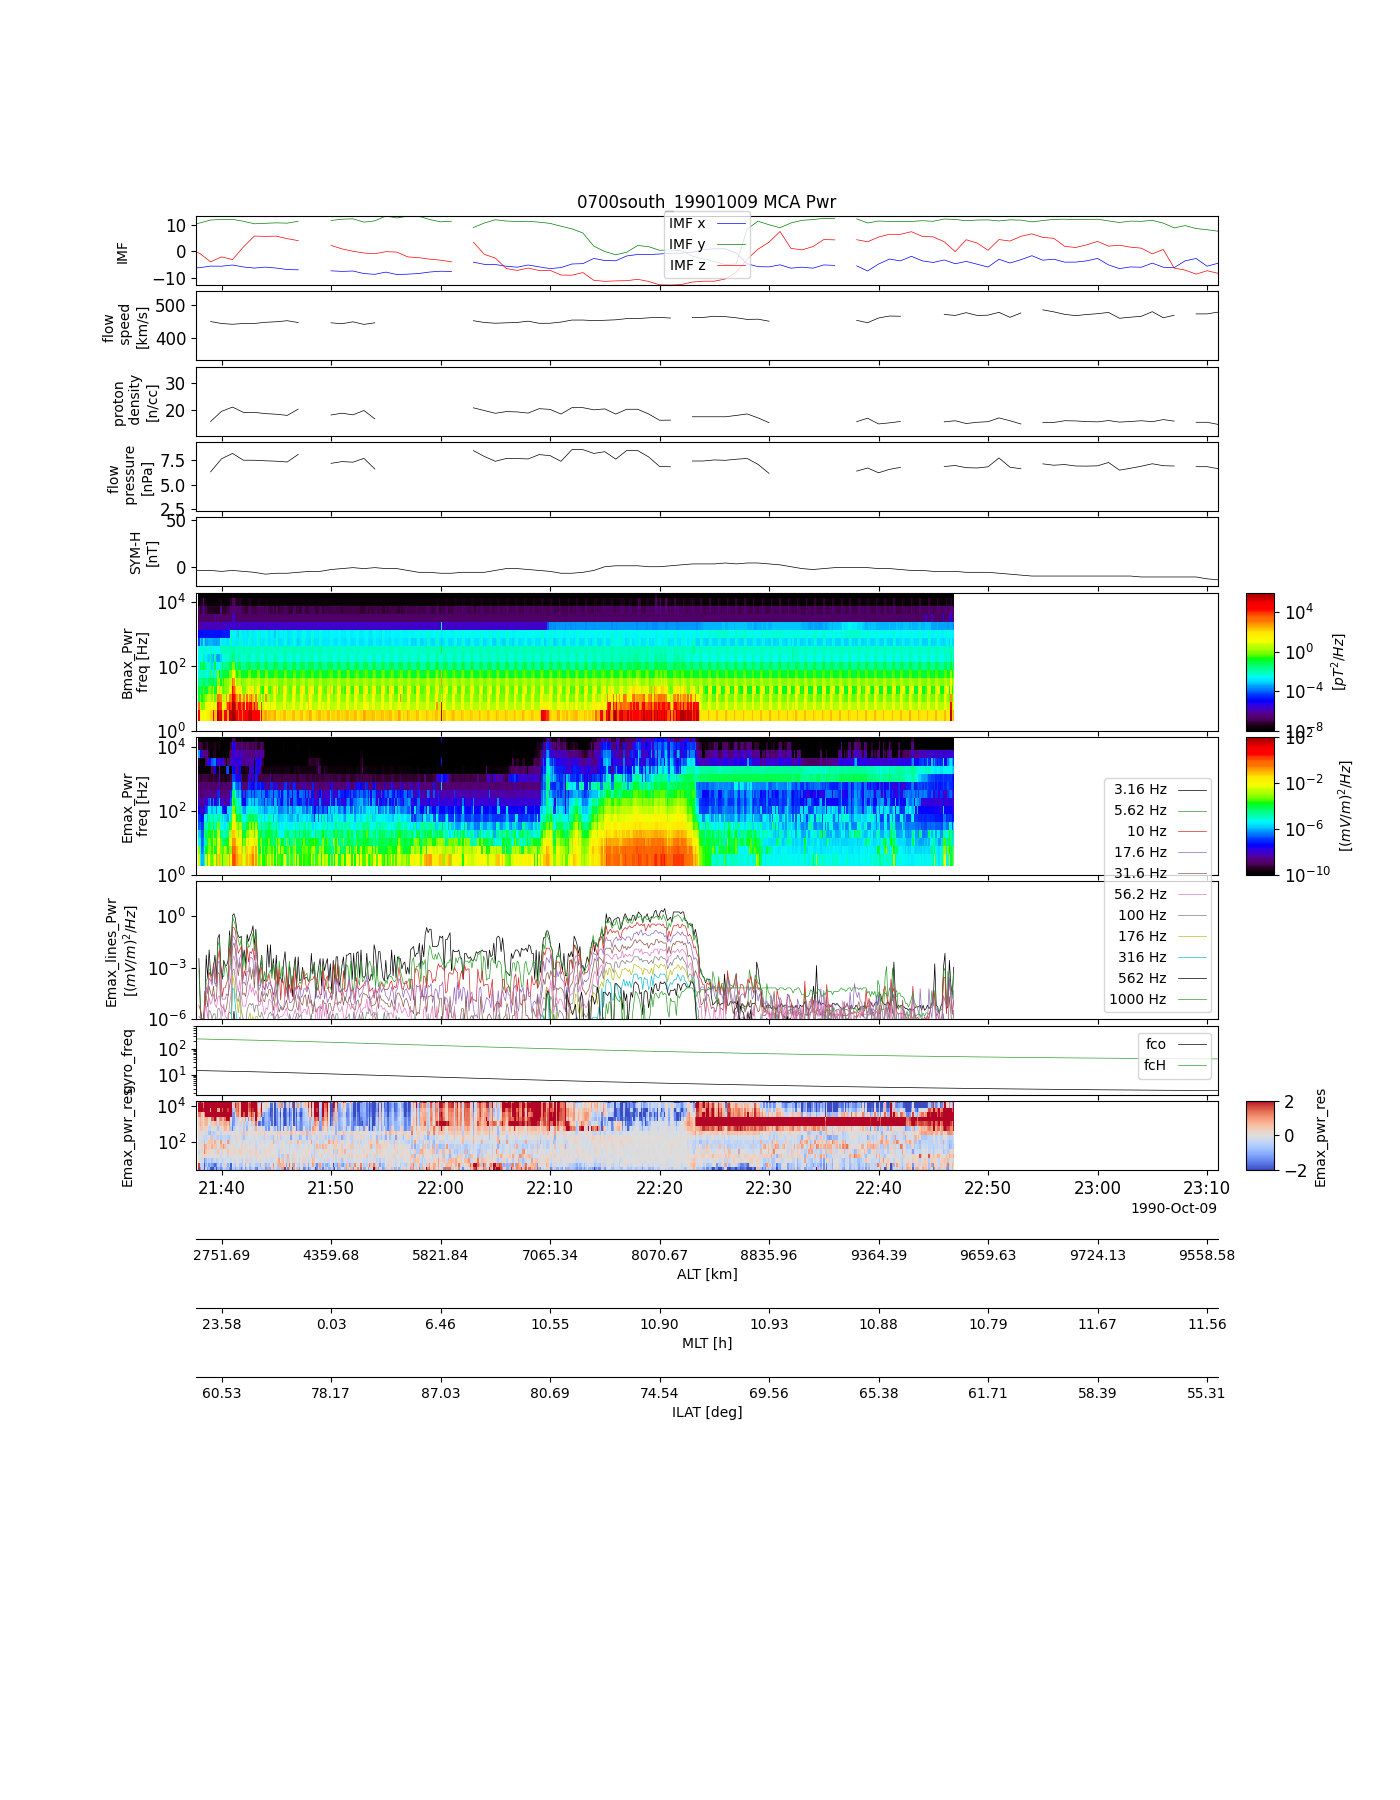 0700south_19901009 MCA Pwr
10
0
−10
IMF
IMF x
IMF y
IMF z
500
400
flow
speed
[km/s]
30
20
proton
density
[n/cc]
7.5
5.0
2.5
flow
pressure
[nPa]
50
0
SYM-H
[nT]
10^4
10^2
10^0
Bmax_Pwr
freq [Hz]
10^4
10^0
10^−4
10^−8
[pT^2/Hz]
10^4
10^2
10^0
Emax_Pwr
freq [Hz]
10^2
10^−2
10^−6
10^−10
[(mV/m)^2/Hz]
10^0
10^−3
10^−6
Emax_lines_Pwr
[(mV/m)^2/Hz]
3.16 Hz
5.62 Hz
10 Hz
17.6 Hz
31.6 Hz
56.2 Hz
100 Hz
176 Hz
316 Hz
562 Hz
1000 Hz
10^2
10^1
gyro_freq
fco
fcH
10^4
10^2
Emax_pwr_res
2
0
−2
Emax_pwr_res
21:40 21:50 22:00 22:10 22:20 22:30 22:40 22:50 23:00 23:10
1990-Oct-09
2751.69 4359.68 5821.84 7065.34 8070.67 8835.96 9364.39 9659.63 9724.13 9558.58
ALT [km]
23.58 0.03 6.46 10.55 10.90 10.93 10.88 10.79 11.67 11.56
MLT [h]
60.53 78.17 87.03 80.69 74.54 69.56 65.38 61.71 58.39 55.31
ILAT [deg]